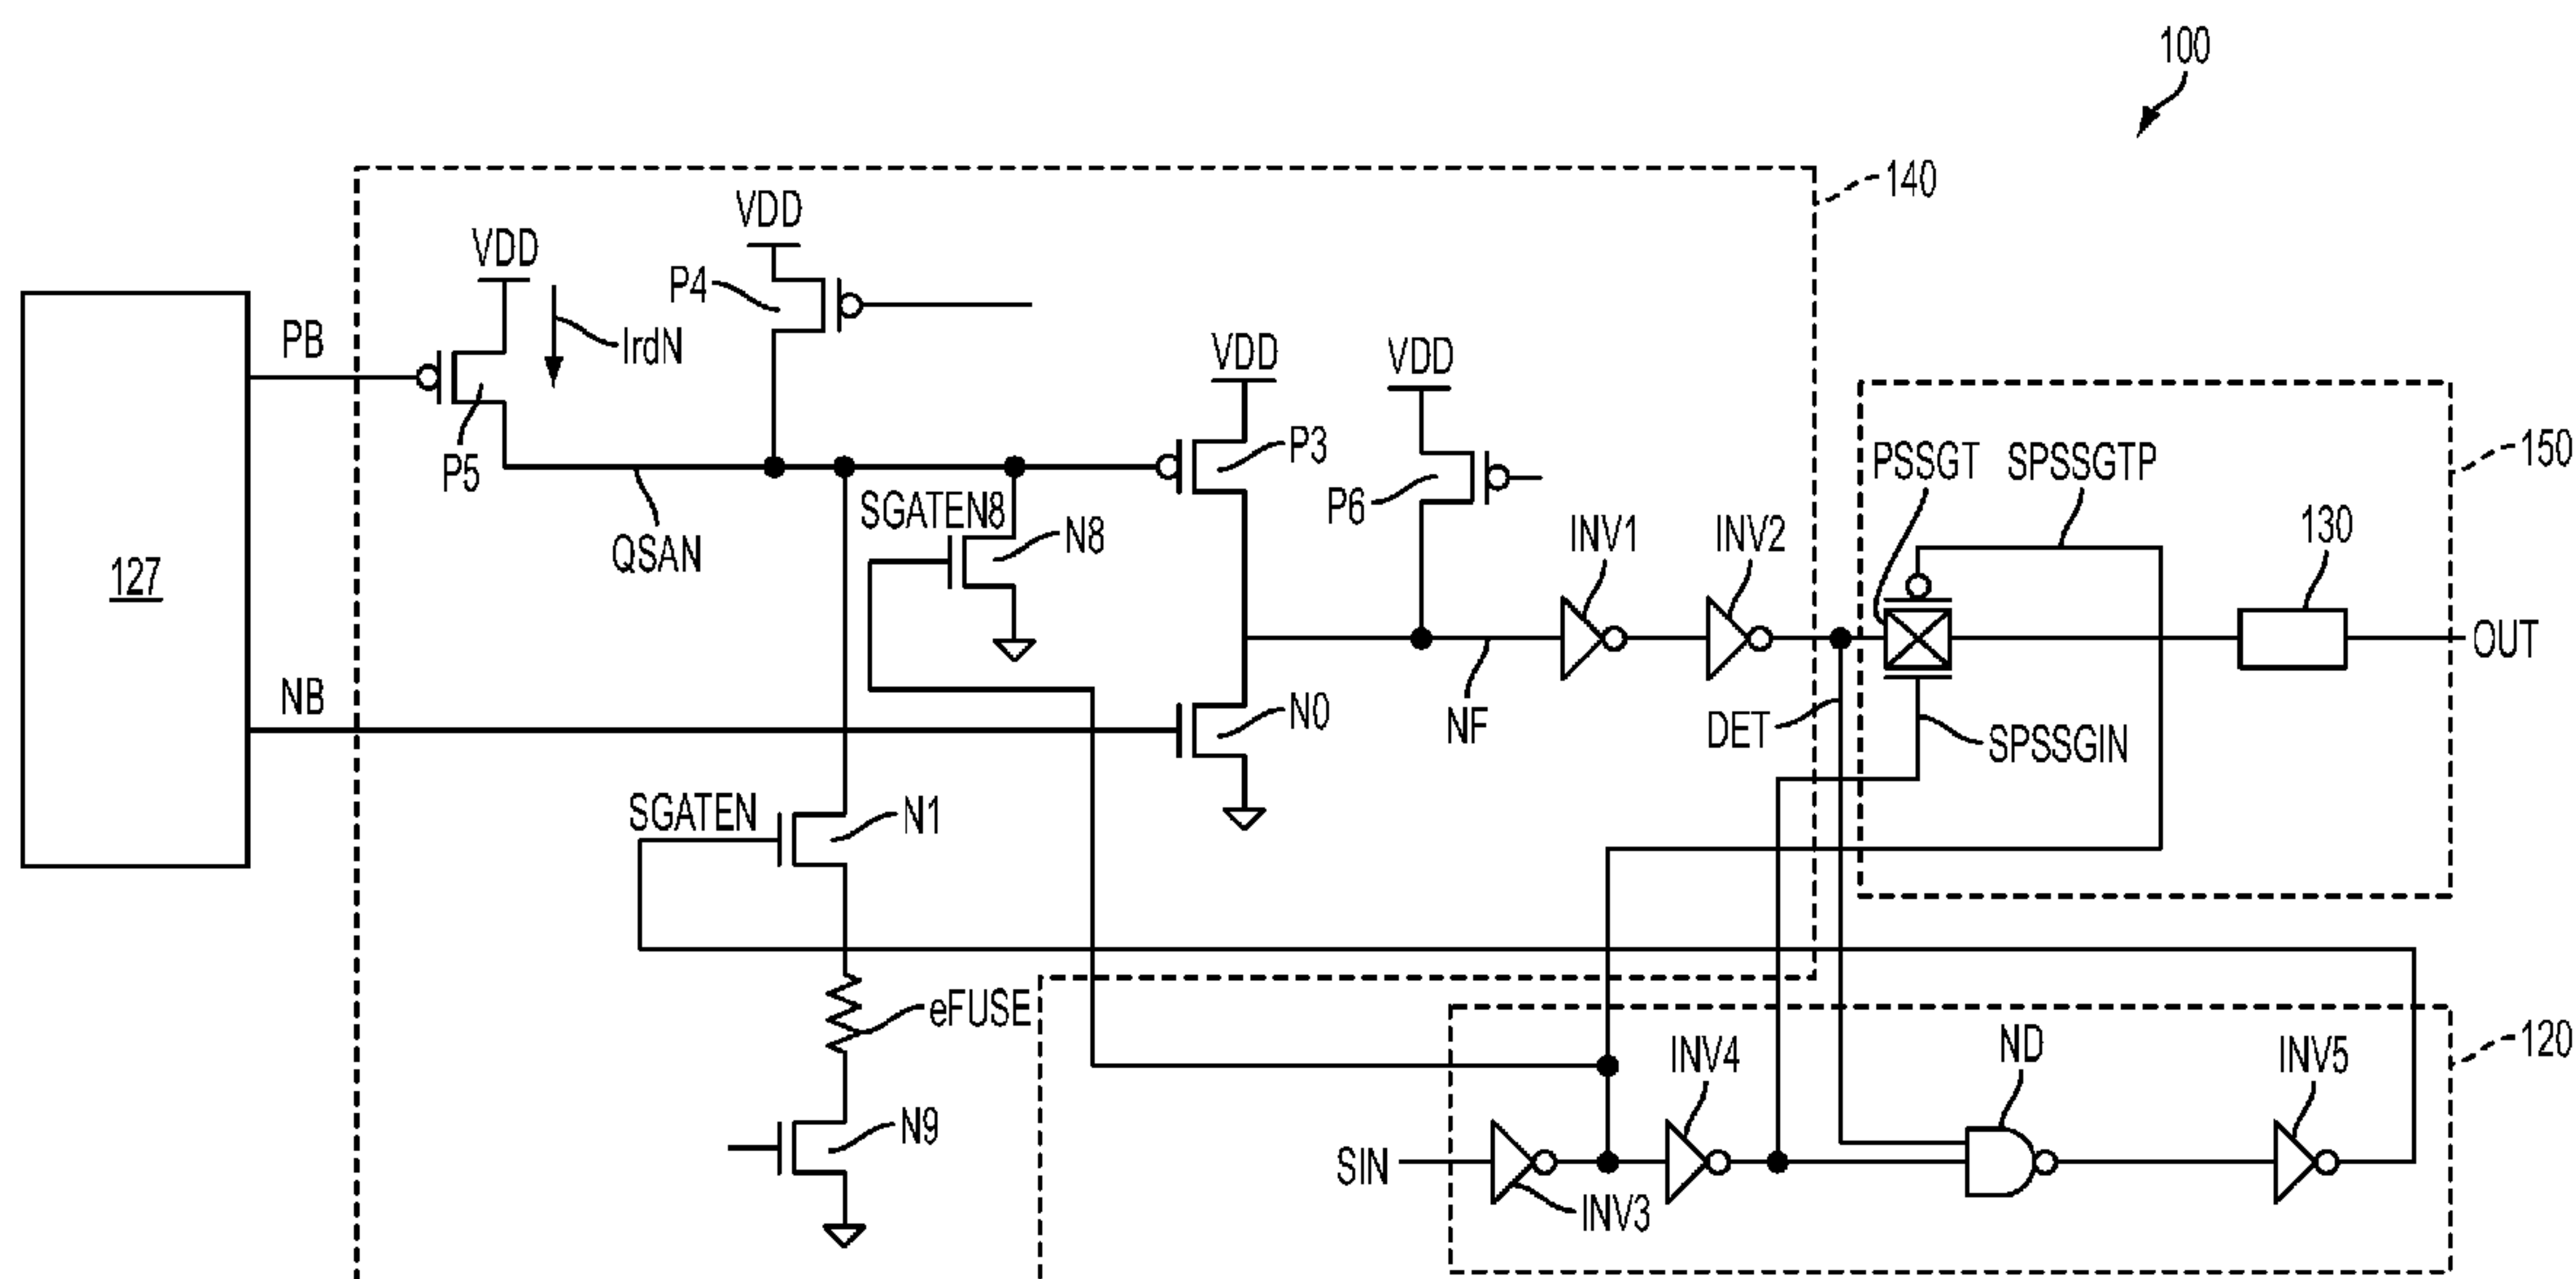 100
140
VDD
VDD
P4
IrdN
PB
P5
VDD
VDD
P3
P6
PSSGT
SPSSGTP
150
SGATEN8
N8
QSAN
INV1
INV2
130
127
OUT
NB
N0
NF
DET
SPSSGIN
SGATEN
N1
eFUSE
INV4
ND
INV5
120
N9
SIN
INV3